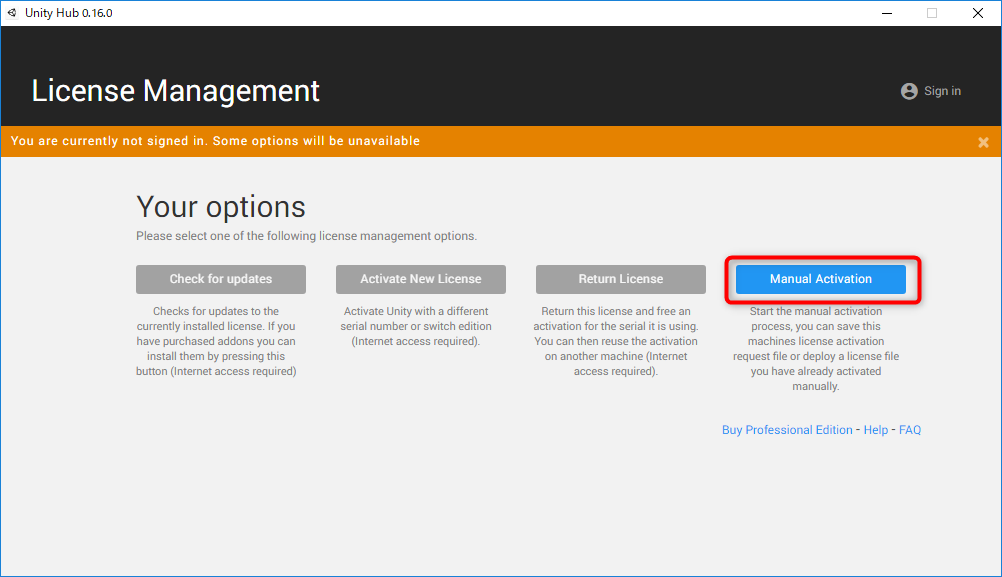 Unity Hub 0.16.0
License Management
Sign in
You are currently not signed in. Some options will be unavailable
Your options
Please select one of the following license management options.
Check for updates
Checks for updates to the
currently installed license. If you
have purchased addons you can
install them by pressing this
button (Internet access required)
Activate New License
Activate Unity with a different
serial number or switch edition
(Internet access required).
Return License
Return this license and free an
activation for the serial it is using.
You can then reuse the activation
on another machine (Internet
access required).
Manual Activation
Start the manual activation
process, you can save this
machines license activation
request file or deploy a license file
you have already activated
manually.
Buy Professional Edition - Help - FAQ